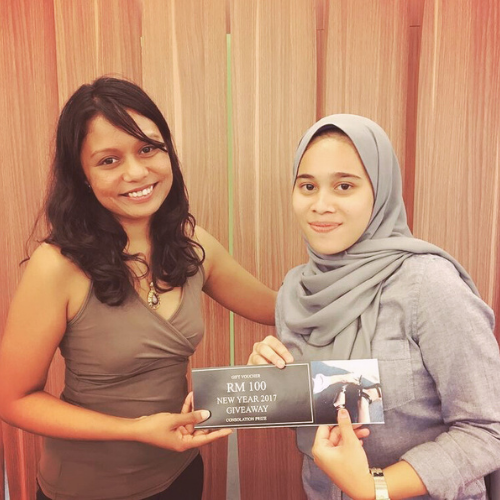 GIFT VOUCHER
RM 100
NEW YEAR 2017
GIVEAWAY
CONSOLATION PRIZE